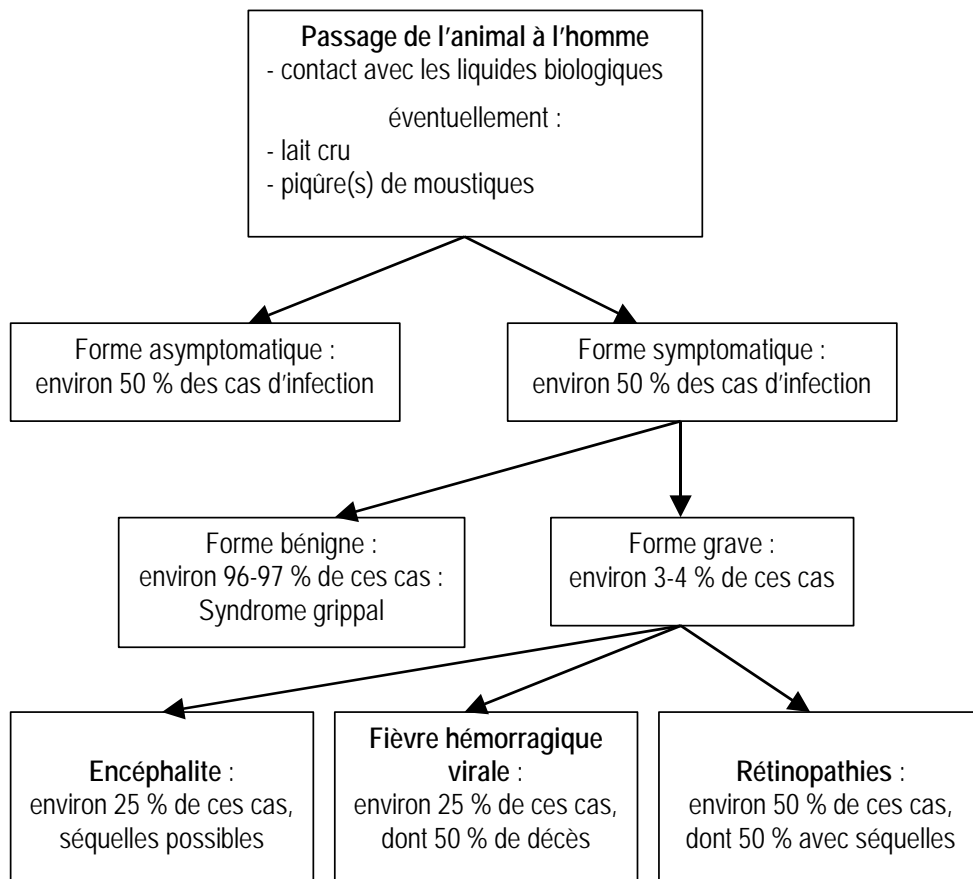 Passage de l'animal à l'homme
- contact avec les liquides biologiques
éventuellement :
- lait cru
- piqûre(s) de moustiques
Forme asymptomatique :
environ 50 % des cas d'infection
Forme symptomatique :
environ 50 % des cas d'infection
Forme bénigne :
environ 96-97 % de ces cas :
Syndrome grippal
Forme grave :
environ 3-4 % de ces cas
Encéphalite :
environ 25 % de ces cas,
séquelles possibles
Fièvre hémorragique
virale :
environ 25 % de ces cas,
dont 50 % de décès
Rétinopathies :
environ 50 % de ces cas,
dont 50 % avec séquelles